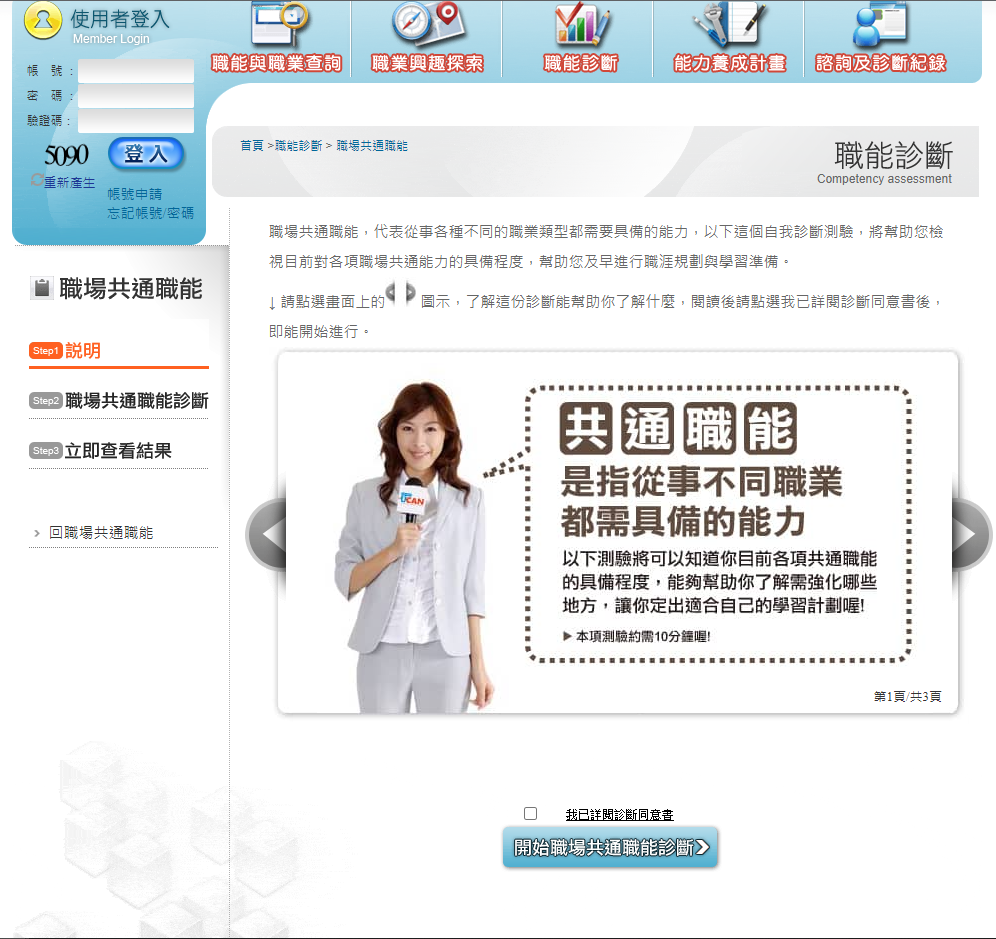 使用者登入
Member Login
帳 號：
密 碼：
驗證碼：
5090
登入
重新產生
帳號申請
忘記帳號/密碼
職能與職業查詢
職業興趣探索
職能診斷
能力養成計畫
諮詢及診斷紀錄
首頁 >職能診斷 > 職場共通職能
職能診斷
Competency assessment
職場共通職能
Step1 説明
Step2 職場共通職能診斷
Step3 立即查看結果
回職場共通職能
職場共通職能，代表從事各種不同的職業類型都需要具備的能力，以下這個自我診斷測驗，將幫助您檢
視目前對各項職場共通能力的具備程度，幫助您及早進行職涯規劃與學習準備。
↓ 請點選畫面上的 圖示，了解這份診斷能幫助你了解什麼，閱讀後請點選我已詳閱診斷同意書後，
即能開始進行。
UCAN
共通職能
是指從事不同職業
都需具備的能力
以下測驗將可以知道你目前各項共通職能
的具備程度，能夠幫助你了解需強化哪些
地方，讓你定出適合自己的學習計劃喔!
▶本項測驗約需10分鐘喔!
第1頁/共3頁
我已詳閱診斷同意書
開始職場共通職能診斷